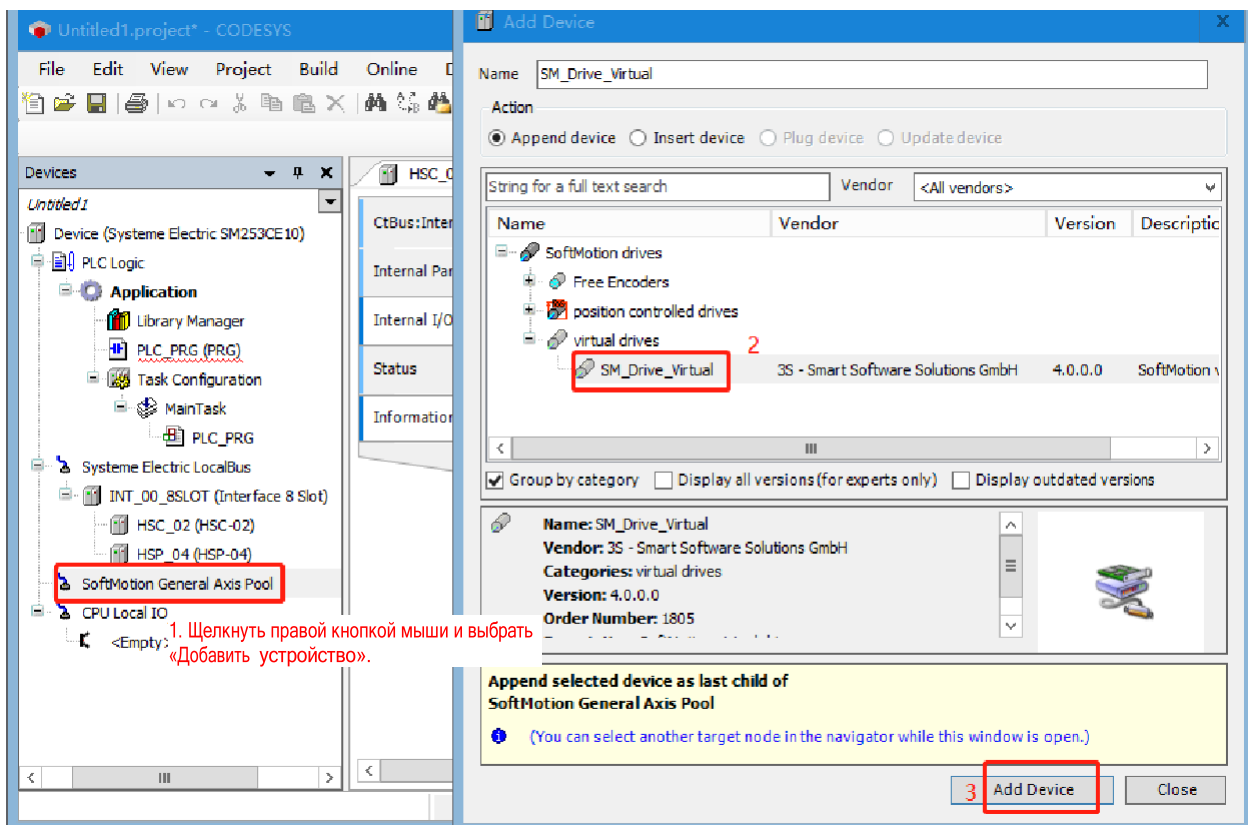 Untitled1.project* - CODESYS
File Edit View Project Build Online
Devices
Untitled1
Device (Systeme Electric SM253CE10)
PLC Logic
Application
Library Manager
PLC_PRG (PRG)
Task Configuration
MainTask
PLC_PRG
Systeme Electric LocalBus
INT_00_8SLOT (Interface 8 Slot)
HSC_02 (HSC-02)
HSP_04 (HSP-04)
SoftMotion General Axis Pool
CPU Local IO
<Empty>
1. Щелкнуть правой кнопкой мыши и выбрать
«Добавить устройство».
HSC_0
CtBus:Inter
Internal Par
Internal I/O
Status
Information
Add Device
Name SM_Drive_Virtual
Action
Append device Insert device Plug device Update device
String for a full text search Vendor <All vendors>
Name Vendor Version Descriptic
SoftMotion drives
Free Encoders
position controlled drives
virtual drives
2
SM_Drive_Virtual 3S - Smart Software Solutions GmbH 4.0.0.0 SoftMotion v
Group by category Display all versions (for experts only) Display outdated versions
Name: SM_Drive_Virtual
Vendor: 3S - Smart Software Solutions GmbH
Categories: virtual drives
Version: 4.0.0.0
Order Number: 1805
Append selected device as last child of
SoftMotion General Axis Pool
(You can select another target node in the navigator while this window is open.)
3 Add Device Close